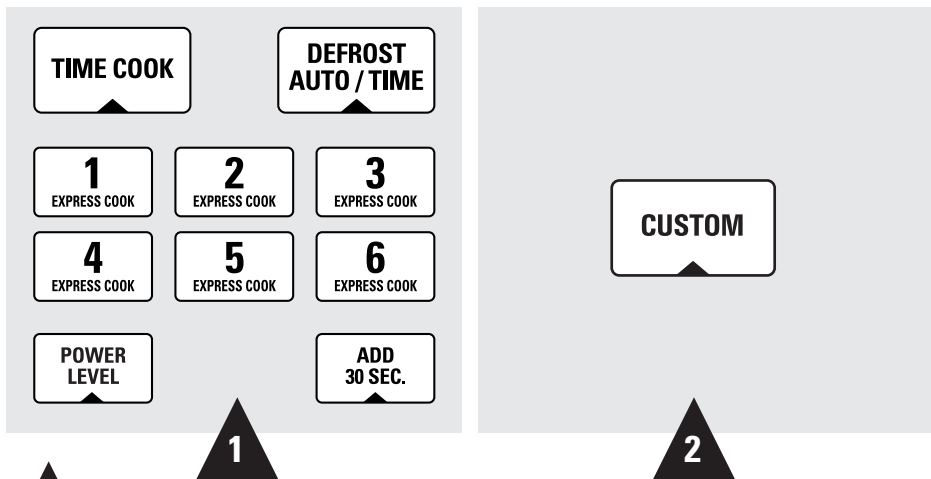 TIME COOK
DEFROST
AUTO / TIME
1
EXPRESS COOK
2
EXPRESS COOK
3
EXPRESS COOK
4
EXPRESS COOK
5
EXPRESS COOK
6
EXPRESS COOK
POWER
LEVEL
ADD
30 SEC.
1
CUSTOM
2